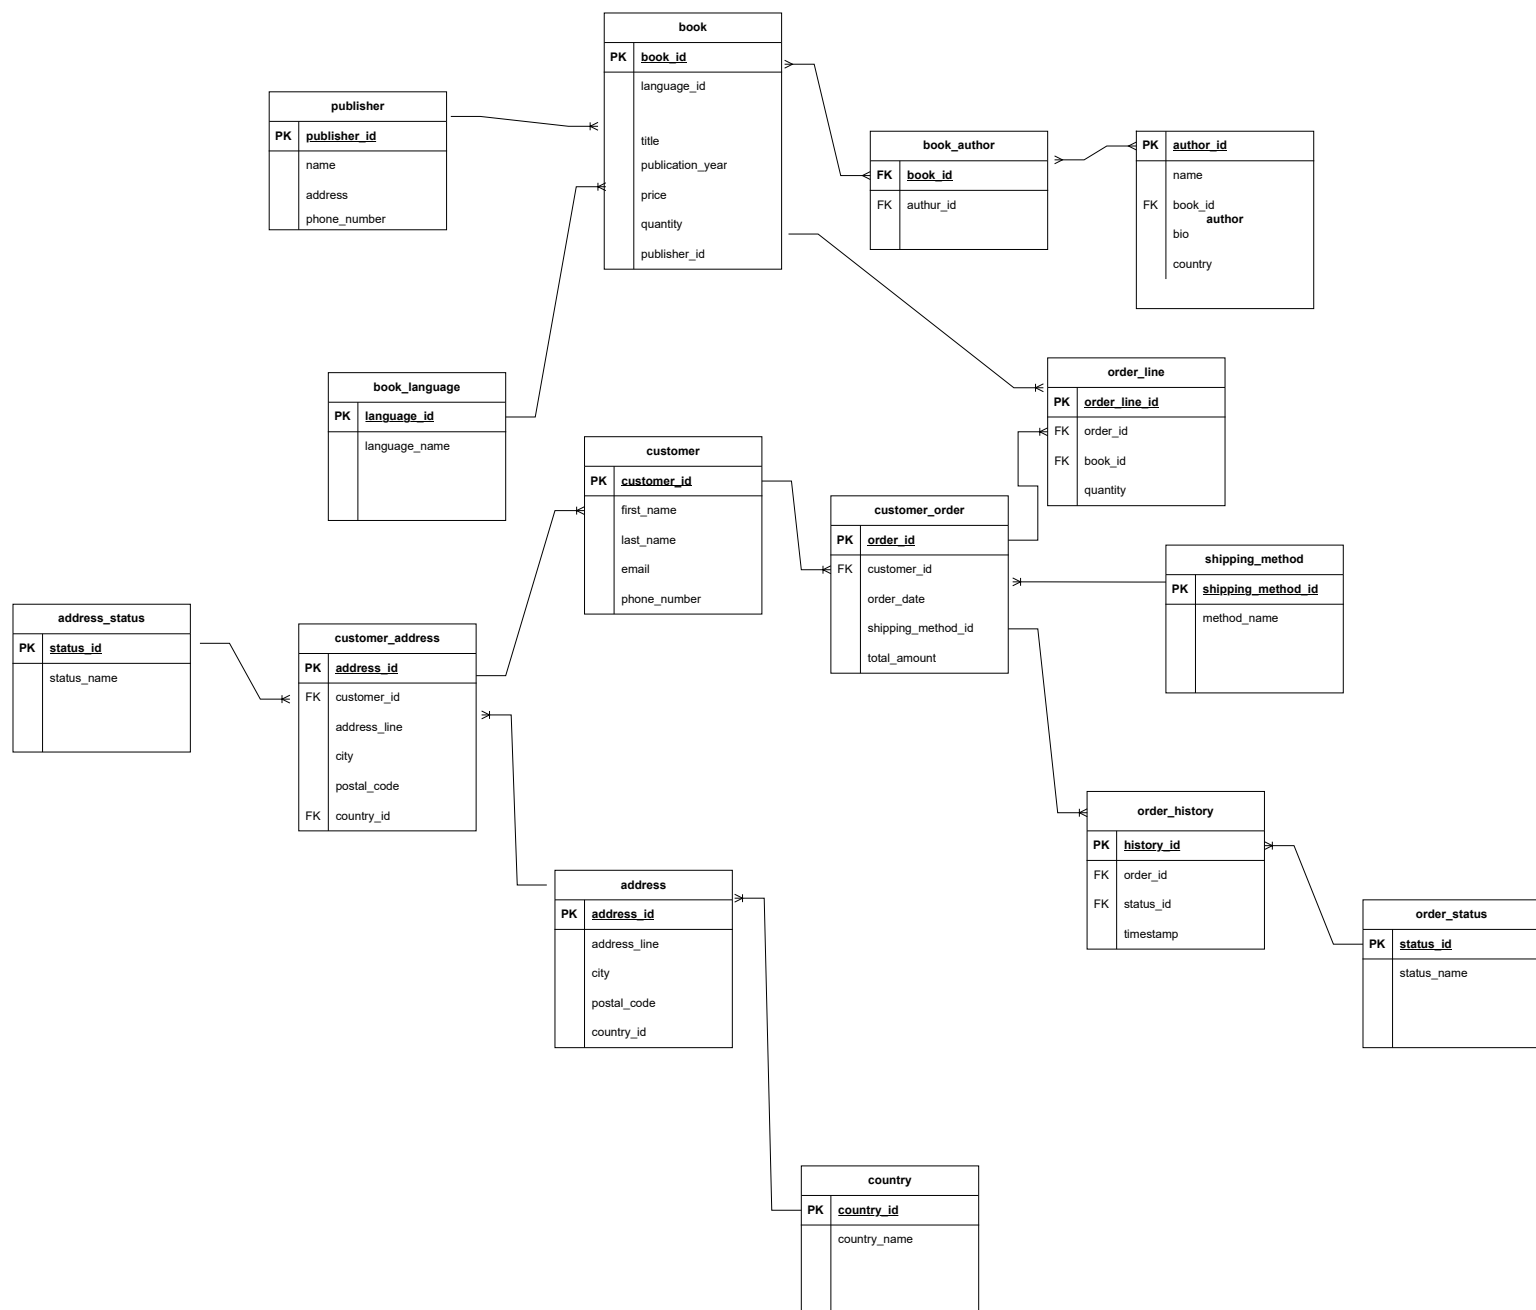 book
PK book_id
language_id
title
publication_year
price
quantity
publisher_id
publisher
PK publisher_id
name
address
phone_number
book_author
FK book_id
FK authur_id
PK author_id
name
FK book_id
author
bio
country
book_language
PK language_id
language_name
order_line
PK order_line_id
FK order_id
FK book_id
quantity
customer
PK customer_id
first_name
last_name
email
phone_number
customer_order
PK order_id
FK customer_id
order_date
shipping_method_id
total_amount
shipping_method
PK shipping_method_id
method_name
address_status
PK status_id
status_name
customer_address
PK address_id
FK customer_id
address_line
city
postal_code
FK country_id
order_history
PK history_id
FK order_id
FK status_id
timestamp
address
PK address_id
address_line
city
postal_code
country_id
order_status
PK status_id
status_name
country
PK country_id
country_name